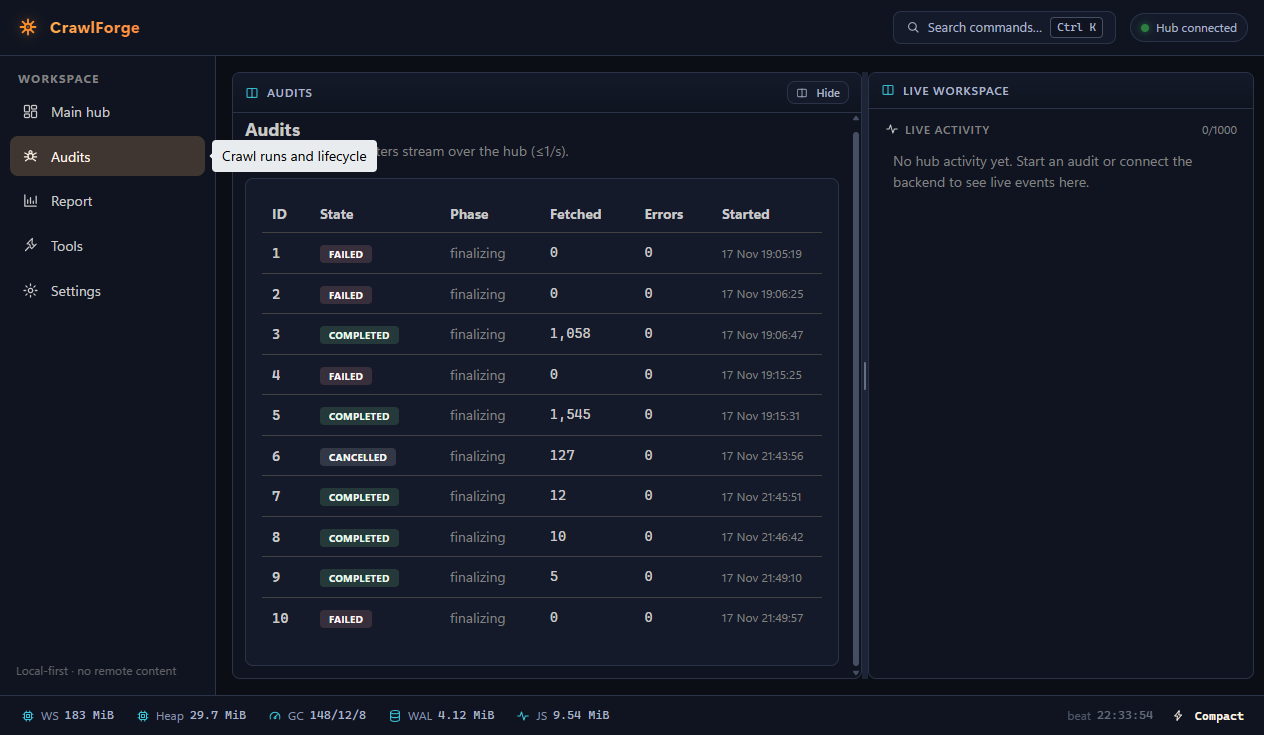 CrawlForge
Search commands... Ctrl K
Hub connected
WORKSPACE
Main hub
Audits
Report
Tools
Settings
Local-first · no remote content
Crawl runs and lifecycle
AUDITS
Hide
Audits
ters stream over the hub (≤1/s).
ID State Phase Fetched Errors Started
1 FAILED finalizing 0 0 17 Nov 19:05:19
2 FAILED finalizing 0 0 17 Nov 19:06:25
3 COMPLETED finalizing 1,058 0 17 Nov 19:06:47
4 FAILED finalizing 0 0 17 Nov 19:15:25
5 COMPLETED finalizing 1,545 0 17 Nov 19:15:31
6 CANCELLED finalizing 127 0 17 Nov 21:43:56
7 COMPLETED finalizing 12 0 17 Nov 21:45:51
8 COMPLETED finalizing 10 0 17 Nov 21:46:42
9 COMPLETED finalizing 5 0 17 Nov 21:49:10
10 FAILED finalizing 0 0 17 Nov 21:49:57
LIVE WORKSPACE
LIVE ACTIVITY 0/1000
No hub activity yet. Start an audit or connect the
backend to see live events here.
WS 183 MiB Heap 29.7 MiB GC 148/12/8 WAL 4.12 MiB JS 9.54 MiB beat 22:33:54 Compact